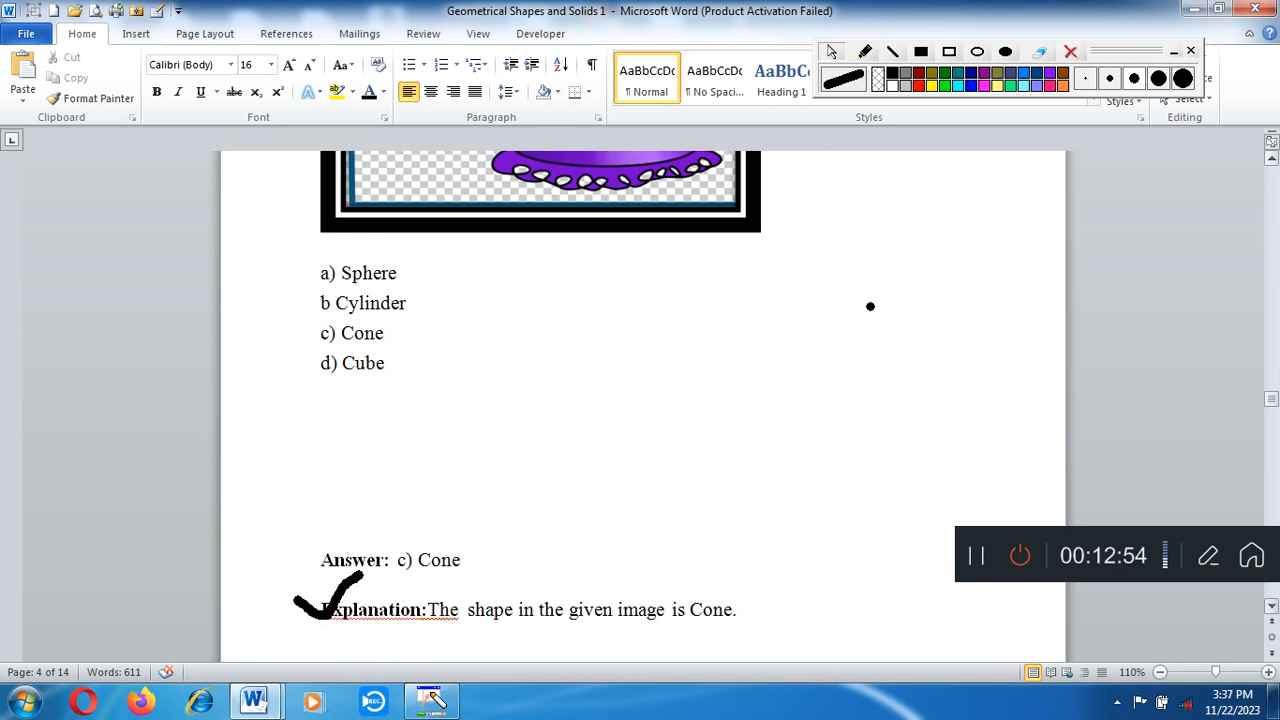 Geometrical Shapes and Solids 1 - Microsoft Word (Product Activation Failed)
File Home Insert Page Layout References Mailings Review View Developer
Cut
Copy
Format Painter
Paste
Calibri (Body) 16
AaBbCcDc AaBbCcDc AaBbC
¶ Normal ¶ No Spaci... Heading 1
Styles
Select
Clipboard Font Paragraph Styles Editing
a) Sphere
b Cylinder
c) Cone
d) Cube
Answer: c) Cone
Explanation:The shape in the given image is Cone.
00:12:54
Page: 4 of 14 Words: 611 110%
REC
3:37 PM
11/22/2023